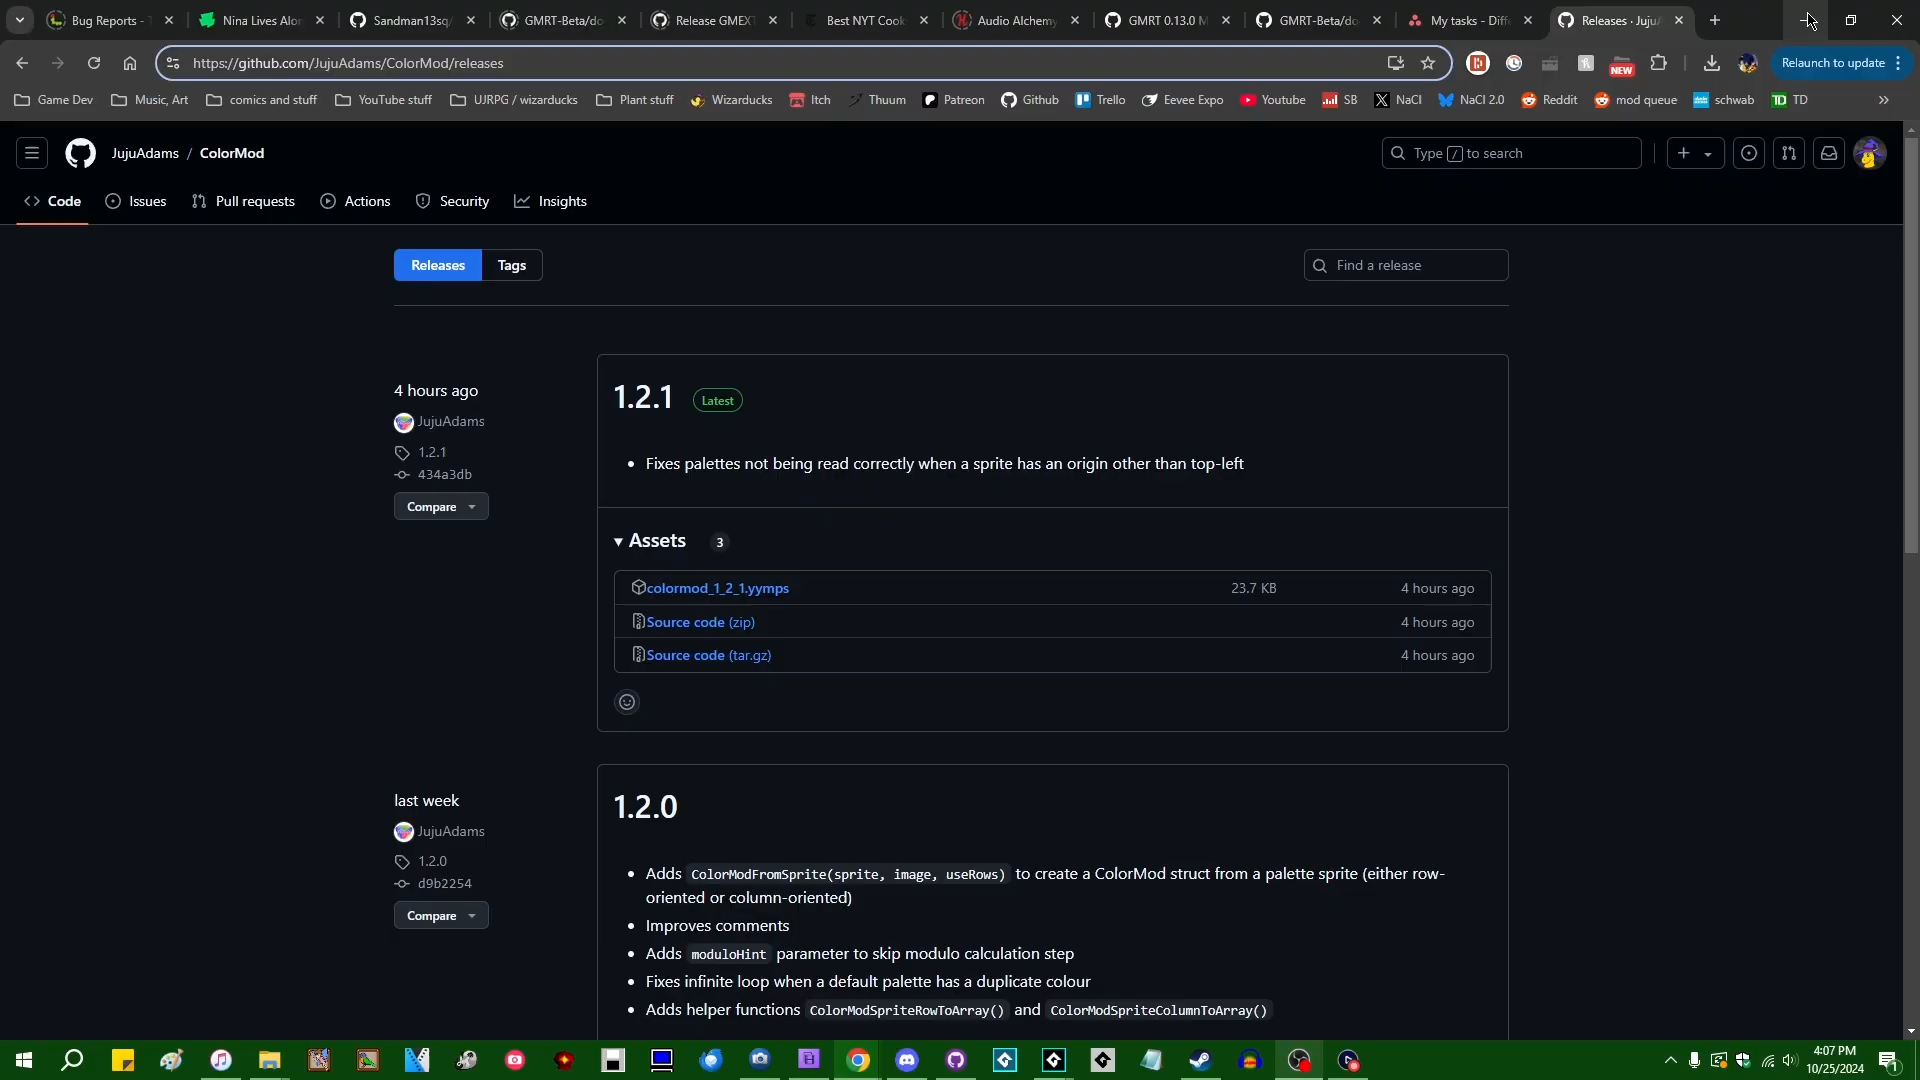 Bug Reports - T
Nina Lives Alon
Sandman13sq/
GMRT-Beta/do
Release GMEXT
Best NYT Cook
Audio Alchemy
GMRT 0.13.0 M
GMRT-Beta/do
My tasks - Diff
Releases · Juju
https://github.com/JujuAdams/ColorMod/releases
NEW
Relaunch to update
Game Dev
Music, Art
comics and stuff
YouTube stuff
UJRPG / wizarducks
Plant stuff
Wizarducks
Itch
Thuum
Patreon
Github
Trello
Eevee Expo
Youtube
SB
NaCl
NaCl 2.0
Reddit
mod queue
schwab
TD
JujuAdams / ColorMod
Type / to search
Code
Issues
Pull requests
Actions
Security
Insights
Releases
Tags
Find a release
4 hours ago
JujuAdams
1.2.1
434a3db
Compare
1.2.1
Latest
Fixes palettes not being read correctly when a sprite has an origin other than top-left
Assets 3
colormod_1_2_1.yymps 23.7 KB 4 hours ago
Source code (zip) 4 hours ago
Source code (tar.gz) 4 hours ago
last week
JujuAdams
1.2.0
d9b2254
Compare
1.2.0
Adds ColorModFromSprite(sprite, image, useRows) to create a ColorMod struct from a palette sprite (either row-
oriented or column-oriented)
Improves comments
Adds moduloHint parameter to skip modulo calculation step
Fixes infinite loop when a default palette has a duplicate colour
Adds helper functions ColorModSpriteRowToArray() and ColorModSpriteColumnToArray()
4:07 PM
10/25/2024
1